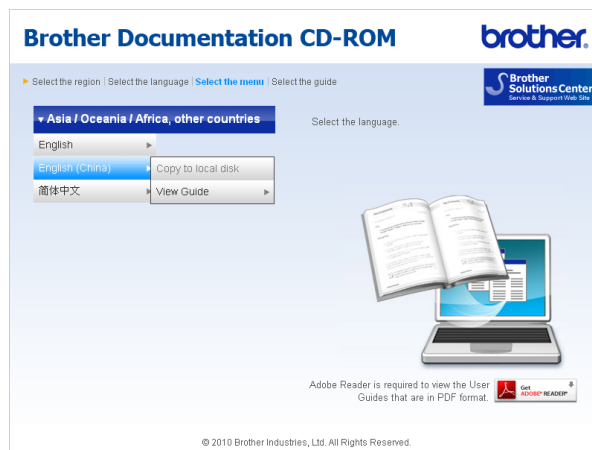 Brother Documentation CD-ROM
brother.
Select the region | Select the language | Select the menu | Select the guide
Brother
Solutions Center
Service & Support Web Site
Asia / Oceania / Africa, other countries
Select the language.
English
English (China)
Copy to local disk
简体中文
View Guide
Adobe Reader is required to view the User
Guides that are in PDF format.
Get
ADOBE® READER®
© 2010 Brother Industries, Ltd. All Rights Reserved.